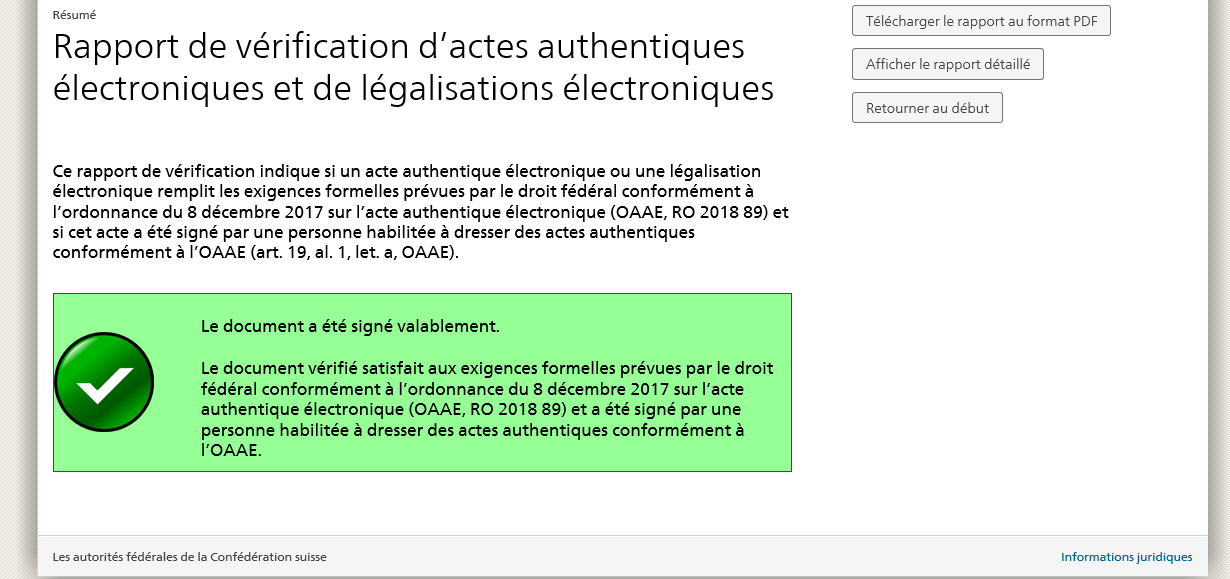 Résumé
Rapport de vérification d’actes authentiques
électroniques et de légalisations électroniques
Télécharger le rapport au format PDF
Afficher le rapport détaillé
Retourner au début
Ce rapport de vérification indique si un acte authentique électronique ou une légalisation
électronique remplit les exigences formelles prévues par le droit fédéral conformément à
l’ordonnance du 8 décembre 2017 sur l’acte authentique électronique (OAAE, RO 2018 89) et
si cet acte a été signé par une personne habilitée à dresser des actes authentiques
conformément à l’OAAE (art. 19, al. 1, let. a, OAAE).
Le document a été signé valablement.
Le document vérifié satisfait aux exigences formelles prévues par le droit
fédéral conformément à l’ordonnance du 8 décembre 2017 sur l’acte
authentique électronique (OAAE, RO 2018 89) et a été signé par une
personne habilitée à dresser des actes authentiques conformément à
l’OAAE.
Les autorités fédérales de la Confédération suisse
Informations juridiques